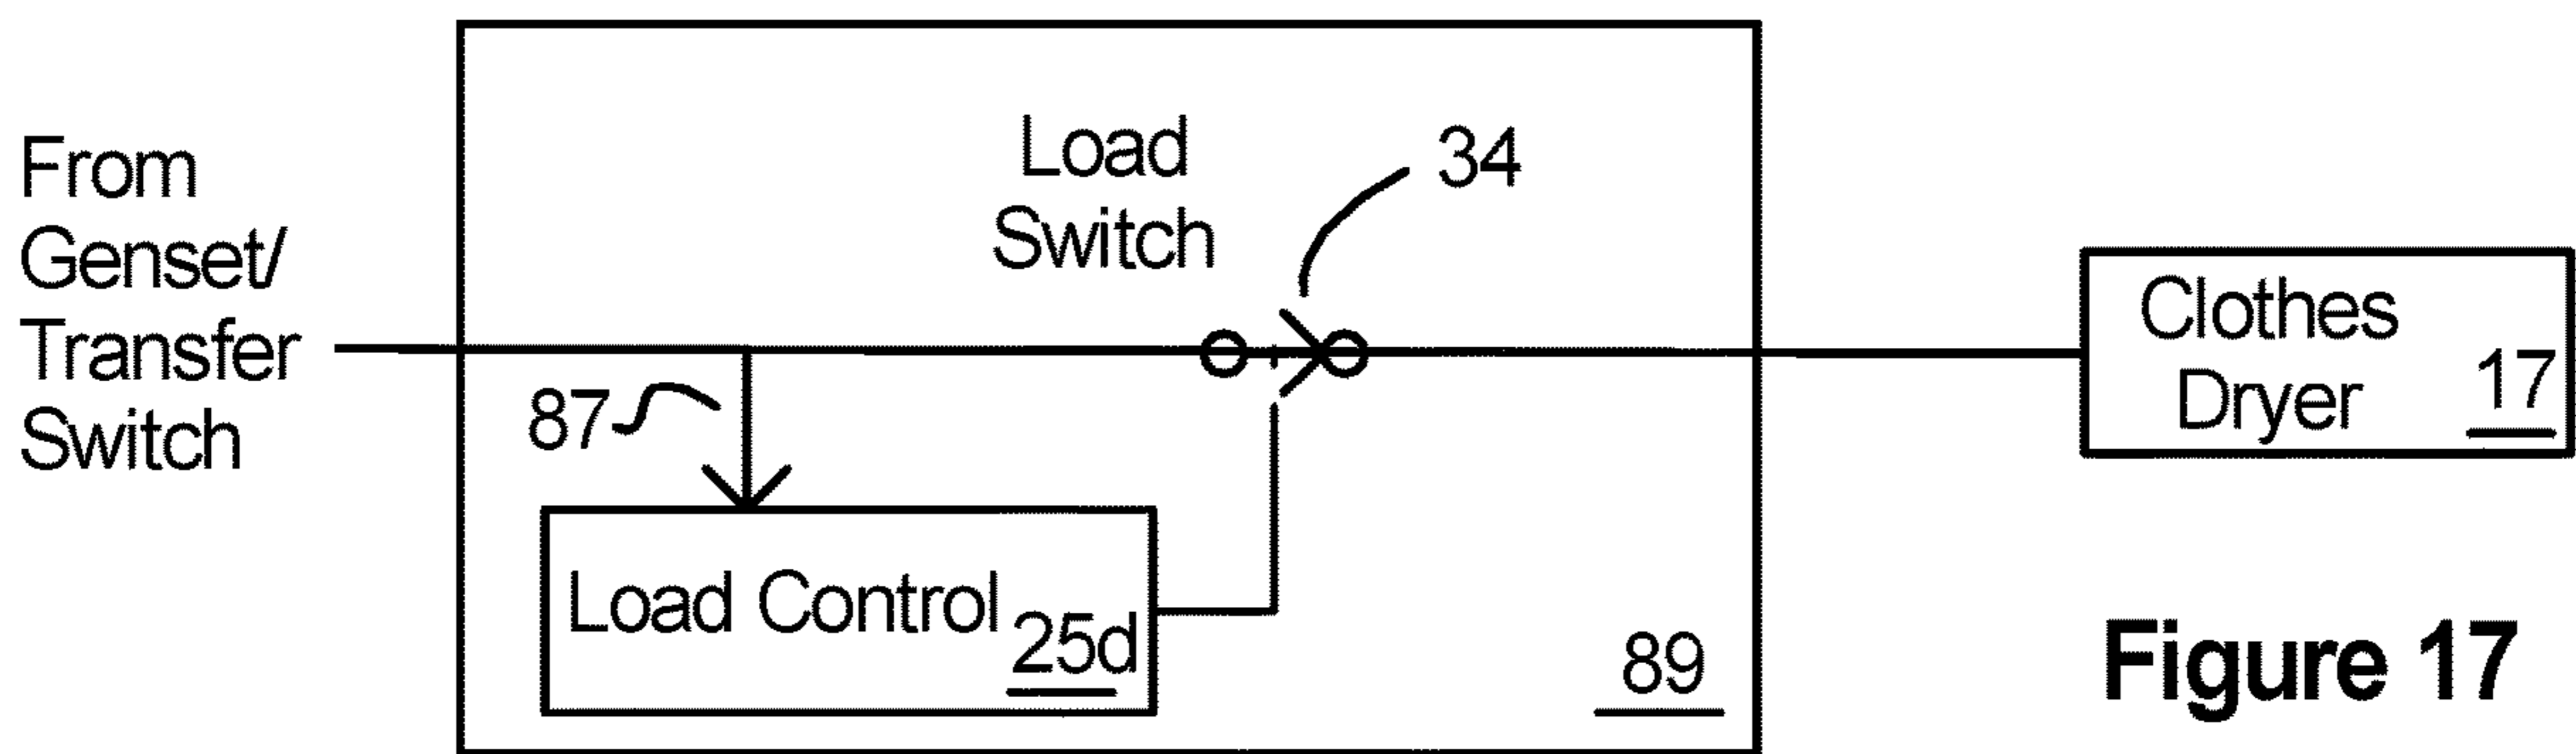 From
Genset/
Transfer
Switch
Load
Switch
34
87
Load Control 25d
89
Clothes
Dryer 17
Figure 17